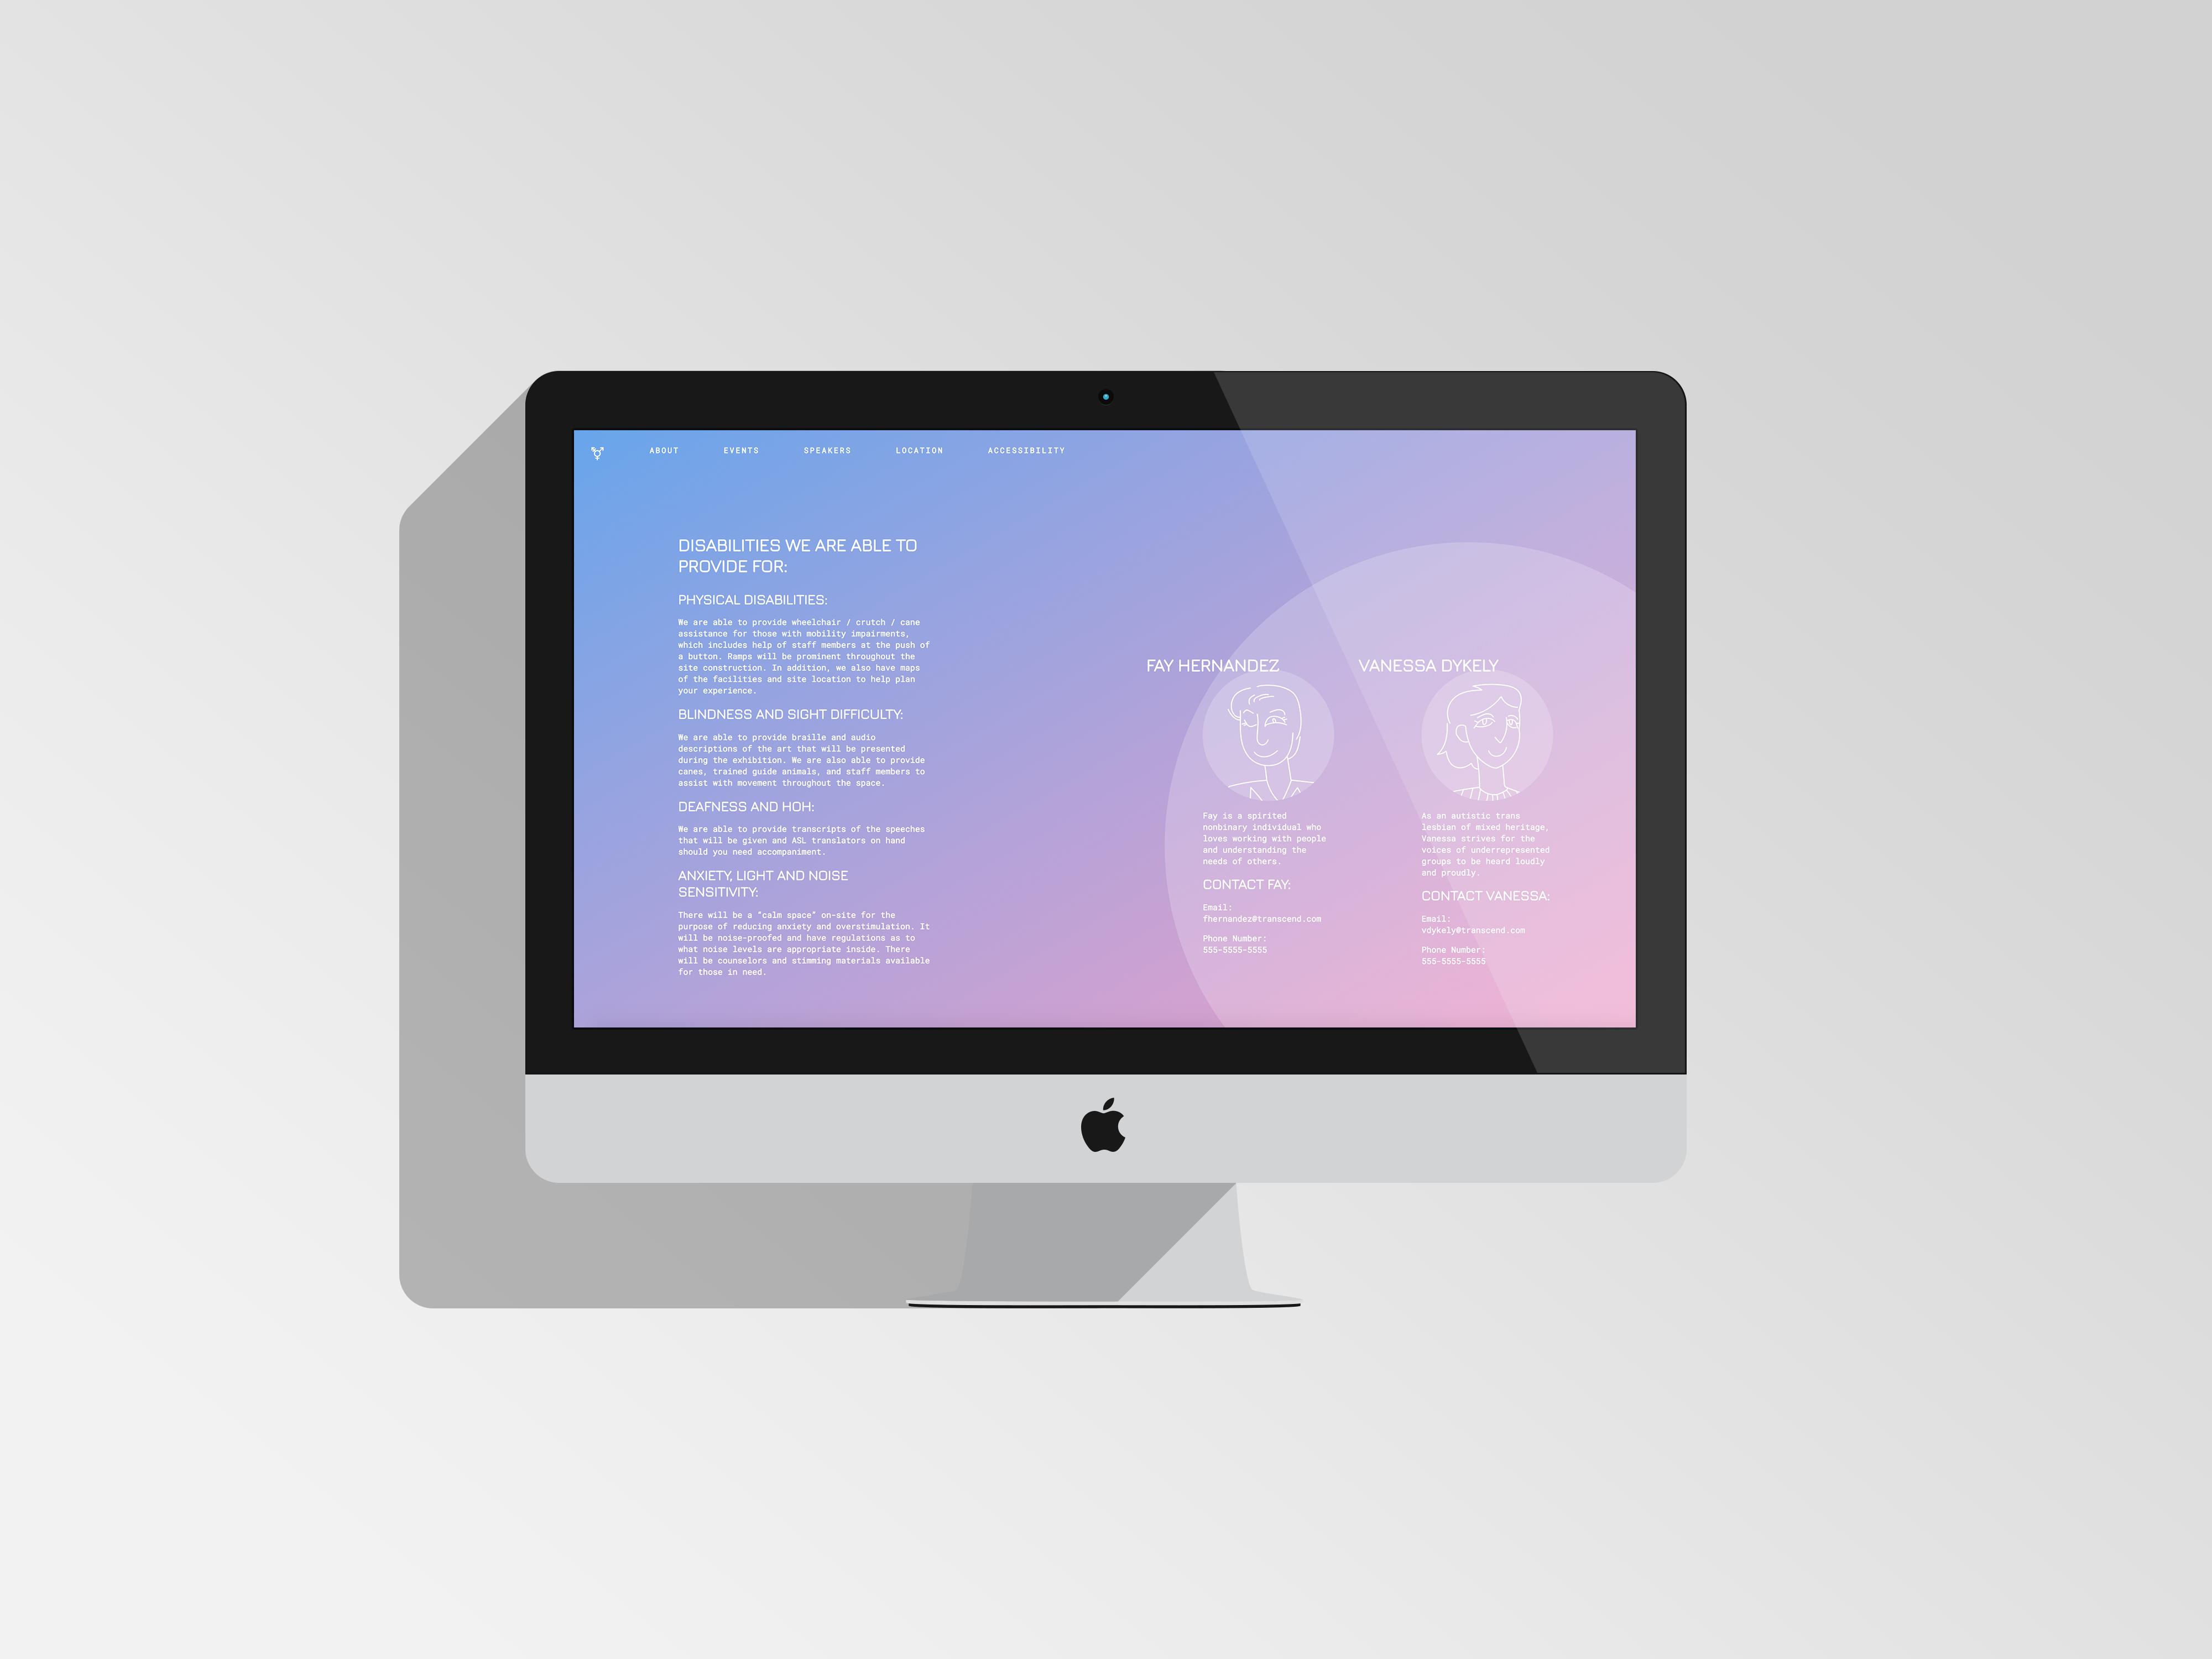 ABOUT EVENTS SPEAKERS LOCATION ACCESSIBILITY
DISABILITIES WE ARE ABLE TO
PROVIDE FOR:
PHYSICAL DISABILITIES:
We are able to provide wheelchair / crutch / cane
assistance for those with mobility impairments,
which includes help of staff members at the push of
a button. Ramps will be prominent throughout the
site construction. In addition, we also have maps
of the facilities and site location to help plan
your experience.
BLINDNESS AND SIGHT DIFFICULTY:
We are able to provide braille and audio
descriptions of the art that will be presented
during the exhibition. We are also able to provide
canes, trained guide animals, and staff members to
assist with movement throughout the space.
DEAFNESS AND HOH:
We are able to provide transcripts of the speeches
that will be given and ASL translators on hand
should you need accompaniment.
ANXIETY, LIGHT AND NOISE
SENSITIVITY:
There will be a "calm space" on-site for the
purpose of reducing anxiety and overstimulation. It
will be noise-proofed and have regulations as to
what noise levels are appropriate inside. There
will be counselors and stimming materials available
for those in need.
FAY HERNANDEZ
Fay is a spirited
nonbinary individual who
loves working with people
and understanding the
needs of others.
CONTACT FAY:
Email:
fhernandez@transcend.com
Phone Number:
555-5555-5555
VANESSA DYKELY
As an autistic trans
lesbian of mixed heritage,
Vanessa strives for the
voices of underrepresented
groups to be heard loudly
and proudly.
CONTACT VANESSA:
Email:
vdykely@transcend.com
Phone Number:
555-5555-5555